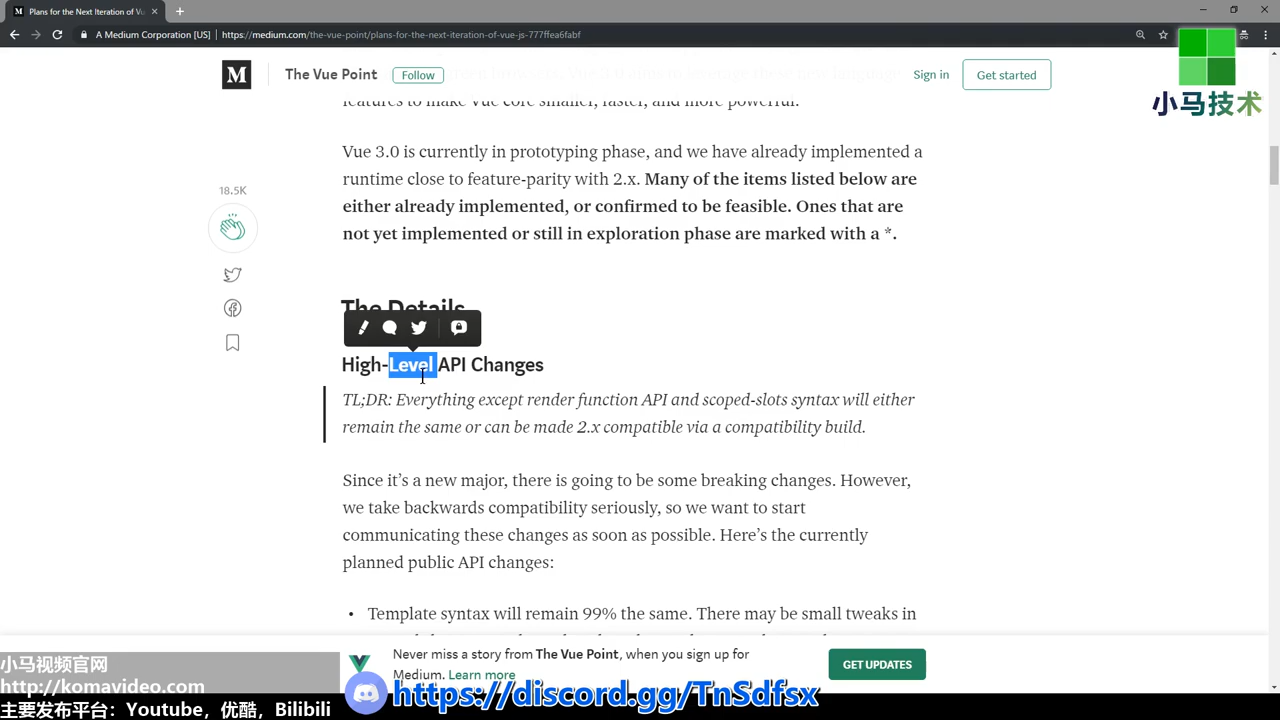 Plans for the Next Iteration of Vu
A Medium Corporation [US]
https://medium.com/the-vue-point/plans-for-the-next-iteration-of-vue-js-777ffea6fabf
小马技术
M
The Vue Point
Follow
Sign in
Get started
features to make Vue core smaller, faster, and more powerful.
Vue 3.0 is currently in prototyping phase, and we have already implemented a
runtime close to feature-parity with 2.x. Many of the items listed below are
either already implemented, or confirmed to be feasible. Ones that are
not yet implemented or still in exploration phase are marked with a *.
18.5K
The Details
High-Level API Changes
TL;DR: Everything except render function API and scoped-slots syntax will either
remain the same or can be made 2.x compatible via a compatibility build.
Since it’s a new major, there is going to be some breaking changes. However,
we take backwards compatibility seriously, so we want to start
communicating these changes as soon as possible. Here’s the currently
planned public API changes:
• Template syntax will remain 99% the same. There may be small tweaks in
Never miss a story from The Vue Point, when you sign up for
Medium. Learn more
GET UPDATES
小马视频官网
http://komavideo.com
主要发布平台：Youtube，优酷，Bilibili
https://discord.gg/TnSdfsx